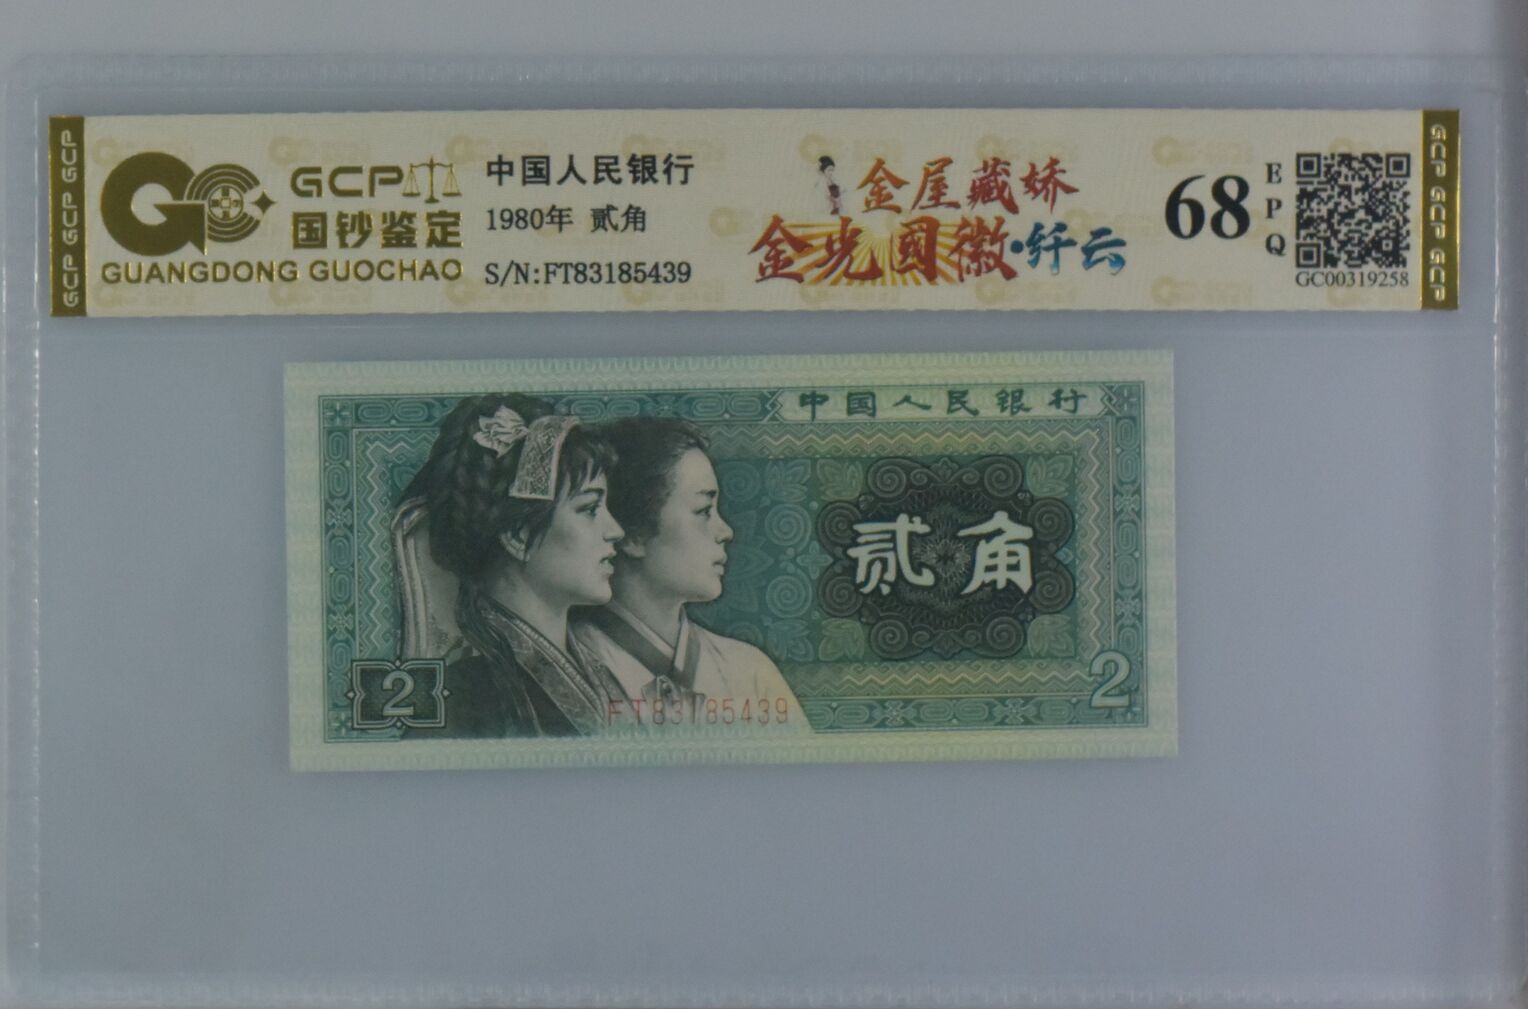 GCP GCP GCP
GCP
国钞鉴定
GUANGDONG GUOCHAO
中国人民银行
1980年 贰角
S/N:FT83185439
金屋藏娇
金光國徽·纤云
68
EPQ
GC00319258
GCP GCP GCP
中国人民银行
贰角
2
2
FT83185439